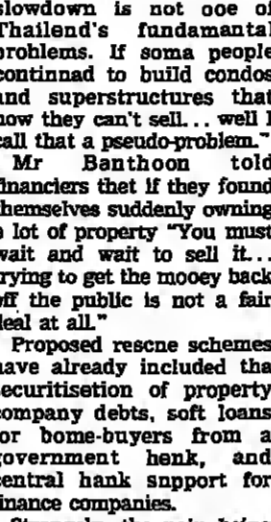 slowdown is not ooe of
Thailend's fundamantal
problems. If soma people
continnad to build condos
and superstructures that
now they can't sell... well I
call that a pseudo-problem."
Mr Banthoon told
financiers thet if they found
themselves suddenly owning
a lot of property "You must
wait and wait to sell it...
trying to get the mooey back
off the public is not a fair
deal at all."
Proposed rescne schemes
have already included tha
securitisetion of property
company debts, soft loans
for bome-buyers from a
government henk, and
central hank snpport for
finance companies.